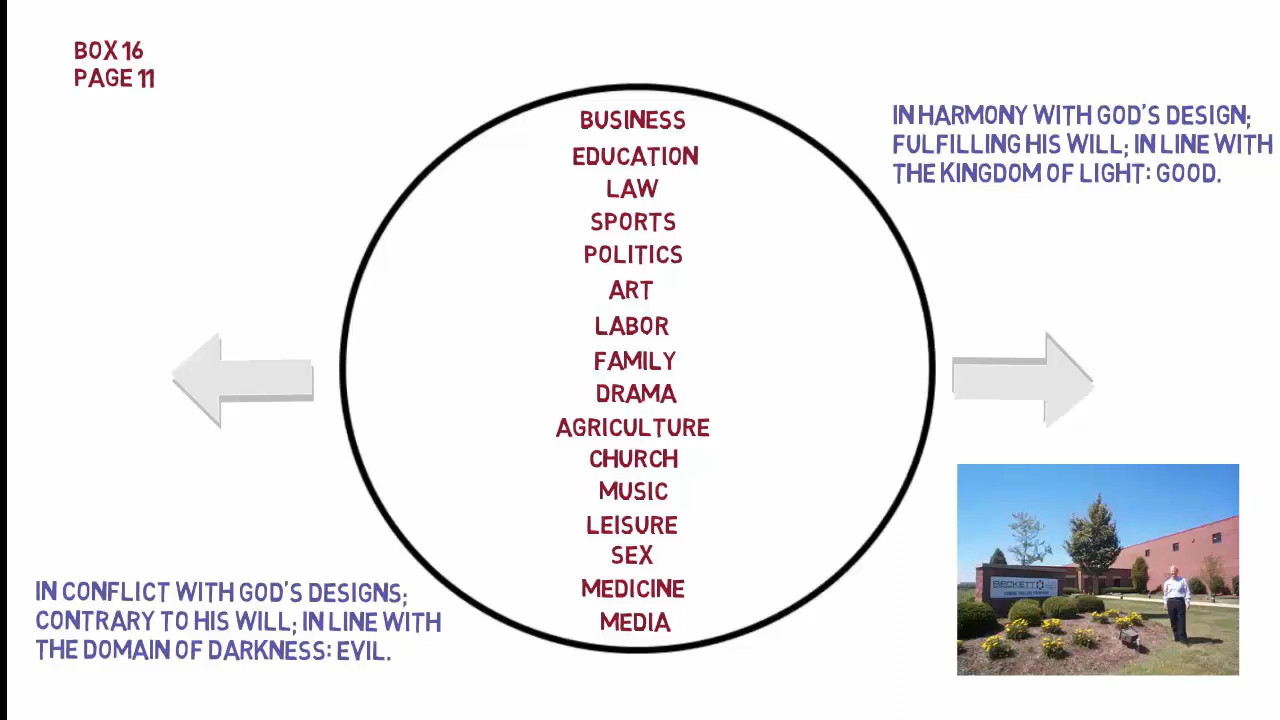 BOX 16
PAGE 11
BUSINESS
EDUCATION
LAW
SPORTS
POLITICS
ART
LABOR
FAMILY
DRAMA
AGRICULTURE
CHURCH
MUSIC
LEISURE
SEX
MEDICINE
MEDIA
IN HARMONY WITH GOD'S DESIGN;
FULFILLING HIS WILL; IN LINE WITH
THE KINGDOM OF LIGHT: GOOD.
IN CONFLICT WITH GOD'S DESIGNS;
CONTRARY TO HIS WILL; IN LINE WITH
THE DOMAIN OF DARKNESS: EVIL.
BECKETT